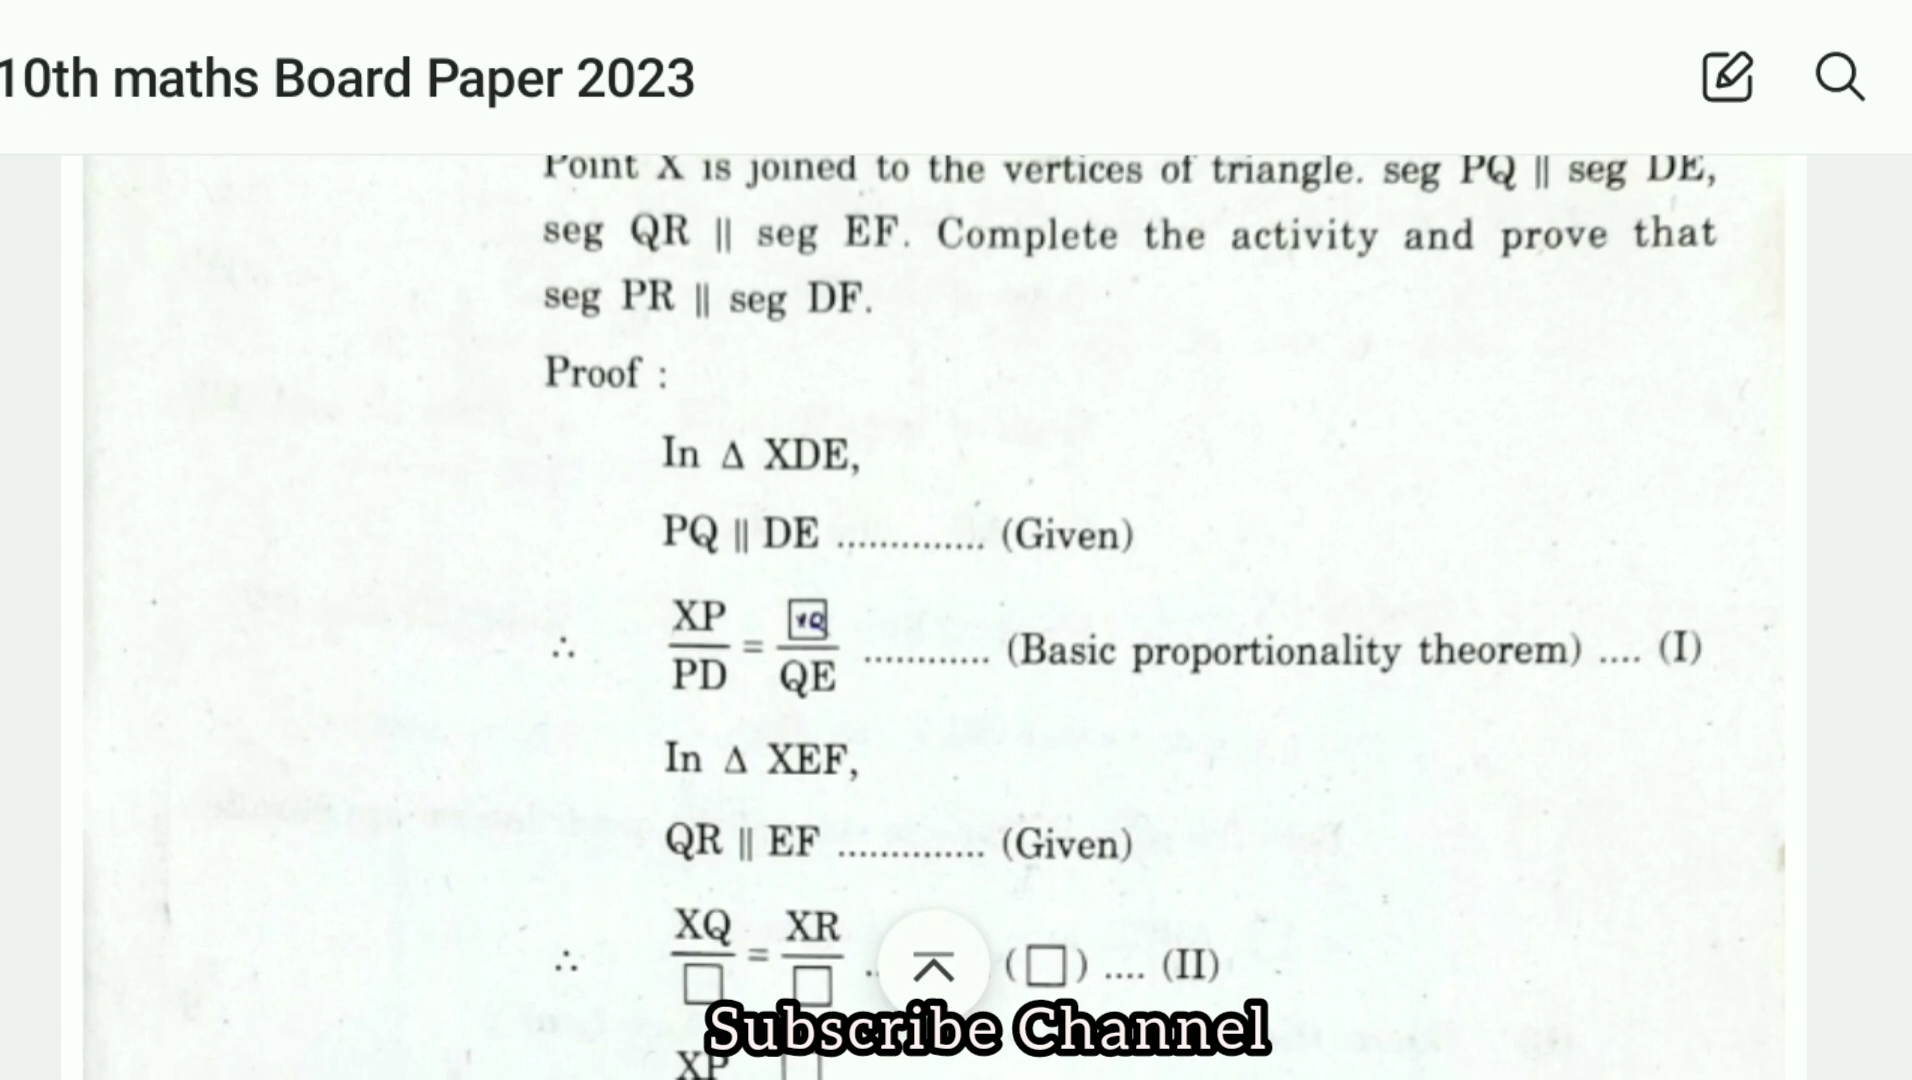 10th maths Board Paper 2023
Point X is joined to the vertices of triangle. seg PQ || seg DE,
seg QR || seg EF. Complete the activity and prove that
seg PR || seg DF.
Proof :
In Δ XDE,
PQ || DE .............. (Given)
∴ XP/PD = XQ/QE ............ (Basic proportionality theorem) .... (I)
In Δ XEF,
QR || EF .............. (Given)
∴ XQ/□ = XR/□ .. (□) .... (II)
Subscribe Channel
XP □